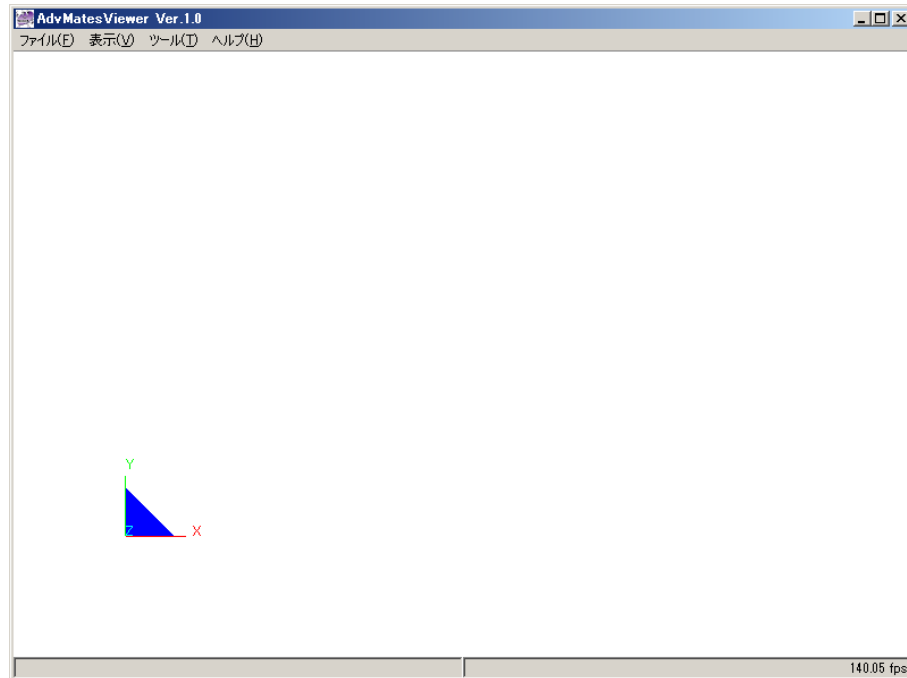 AdvMatesViewer Ver.1.0
ファイル(F) 表示(V) ツール(T) ヘルプ(H)
Y
Z X
140.05 fps